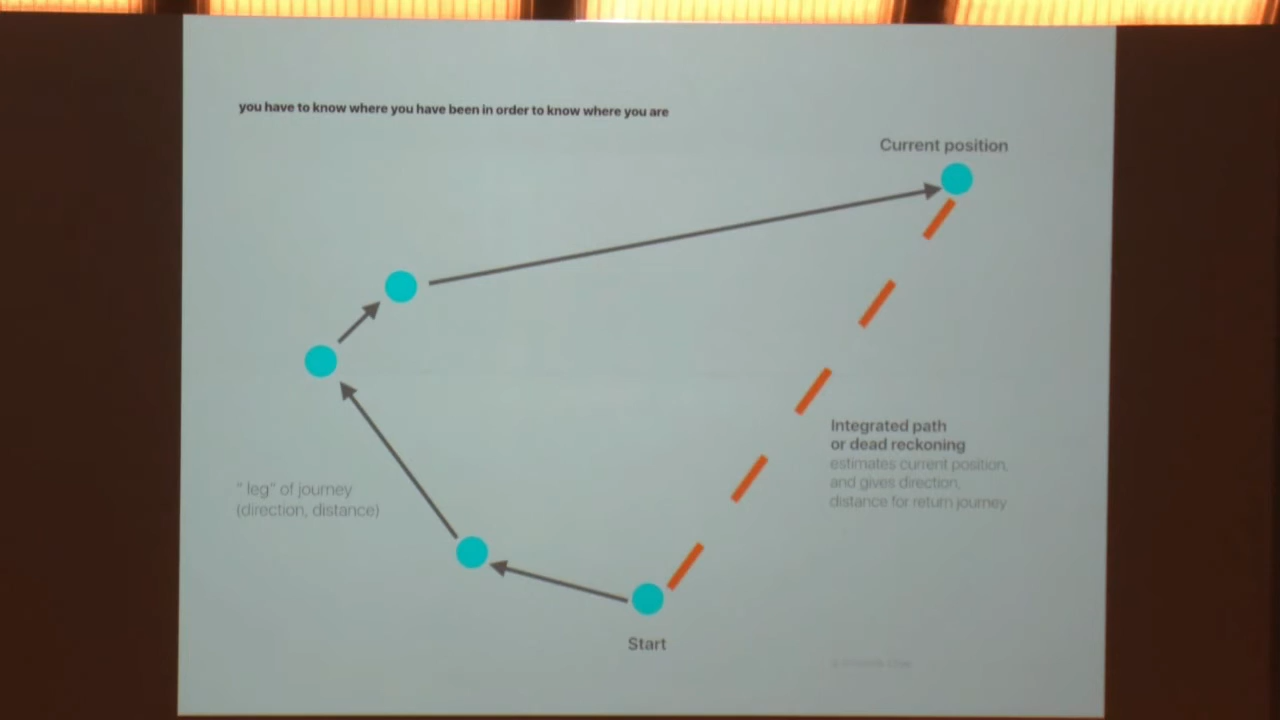 you have to know where you have been in order to know where you are
Current position
Integrated path
or dead reckoning
estimates current position,
and gives direction,
distance for return journey
" leg" of journey
(direction, distance)
Start